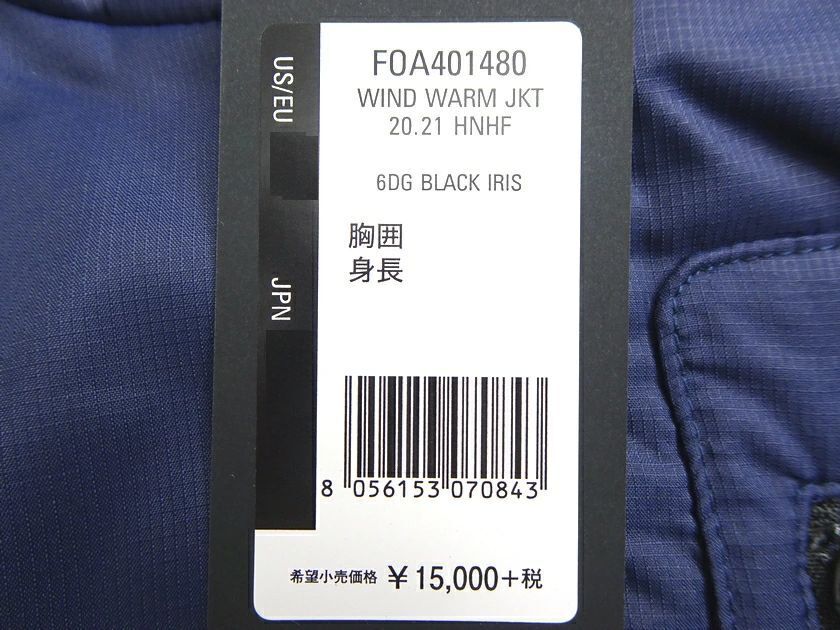 US/EU
JPN
FOA401480
WIND WARM JKT
20.21 HNHF
6DG BLACK IRIS
胸囲
身長
8 056153 070843
希望小売価格 ¥15,000+税